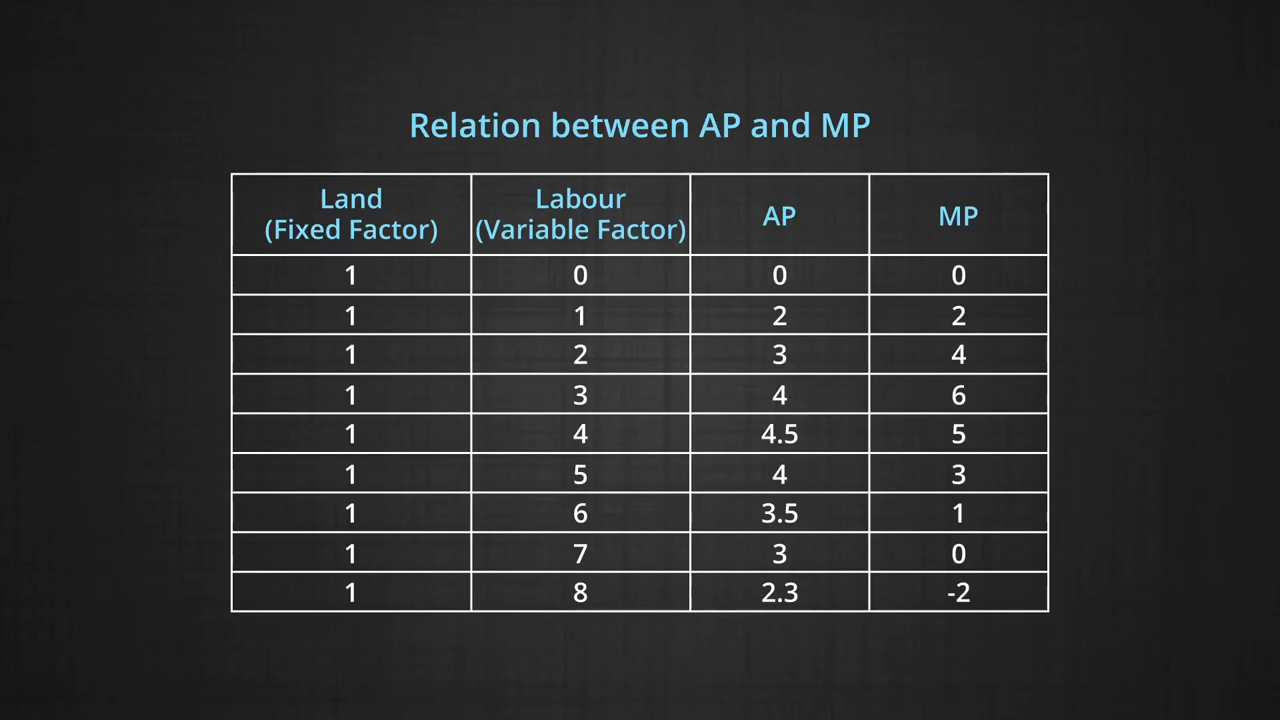 Relation between AP and MP
Land
(Fixed Factor)
Labour
(Variable Factor)
AP
MP
1 0 0 0
1 1 2 2
1 2 3 4
1 3 4 6
1 4 4.5 5
1 5 4 3
1 6 3.5 1
1 7 3 0
1 8 2.3 -2